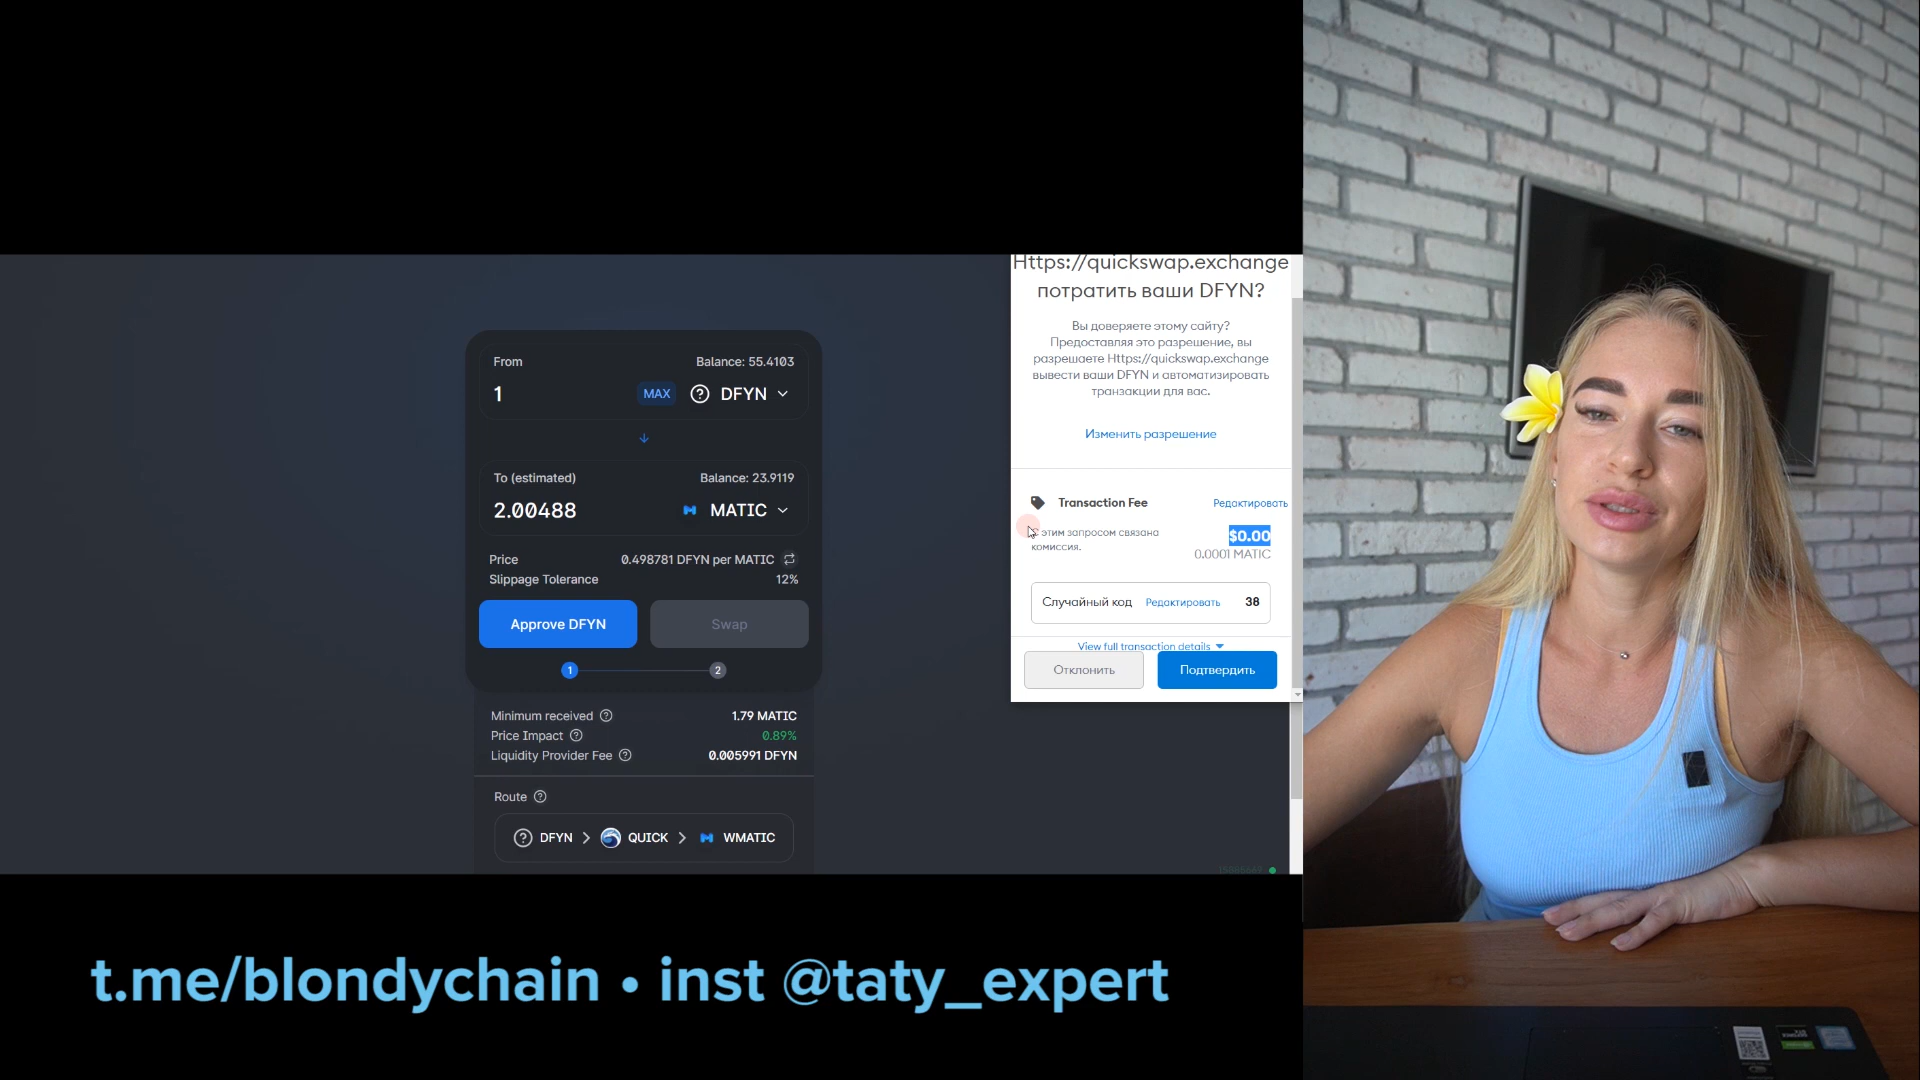 From
Balance: 55.4103
1
MAX
DFYN
To (estimated)
Balance: 23.9119
2.00488
MATIC
Price
0.498781 DFYN per MATIC
Slippage Tolerance
12%
Approve DFYN
Swap
1
2
Minimum received
1.79 MATIC
Price Impact
0.89%
Liquidity Provider Fee
0.005991 DFYN
Route
DFYN > QUICK > WMATIC
Https://quickswap.exchange
потратить ваши DFYN?
Вы доверяете этому сайту?
Предоставляя это разрешение, вы
разрешаете Https://quickswap.exchange
вывести ваши DFYN и автоматизировать
транзакции для вас.
Изменить разрешение
Transaction Fee
Редактировать
С этим запросом связана
комиссия.
$0.00
0.0001 MATIC
Случайный код
Редактировать
38
View full transaction details
Отклонить
Подтвердить
t.me/blondychain • inst @taty_expert